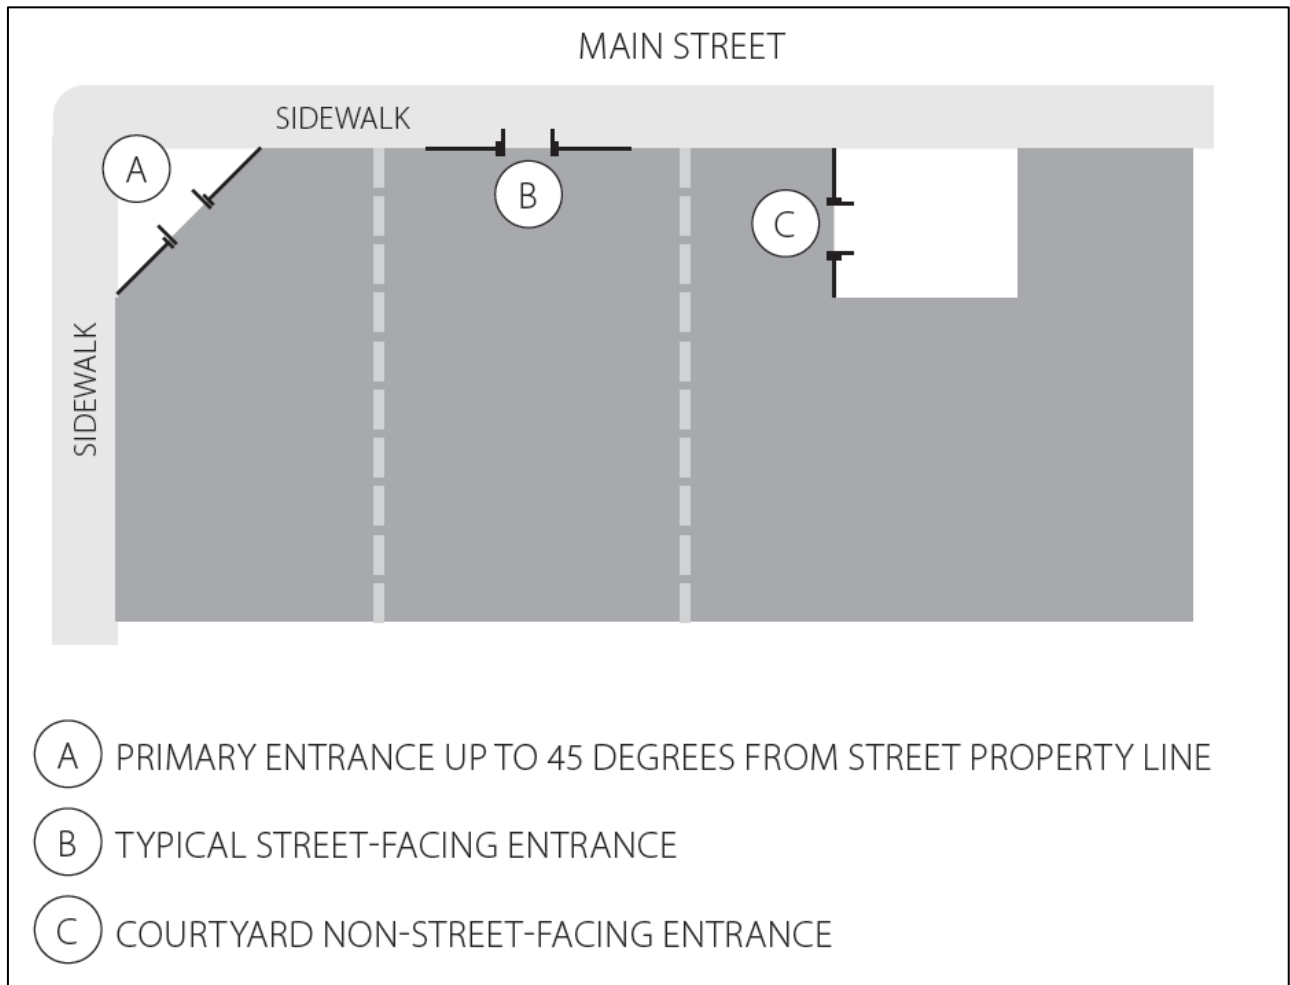 MAIN STREET
SIDEWALK
A
B
C
SIDEWALK
A PRIMARY ENTRANCE UP TO 45 DEGREES FROM STREET PROPERTY LINE
B TYPICAL STREET-FACING ENTRANCE
C COURTYARD NON-STREET-FACING ENTRANCE